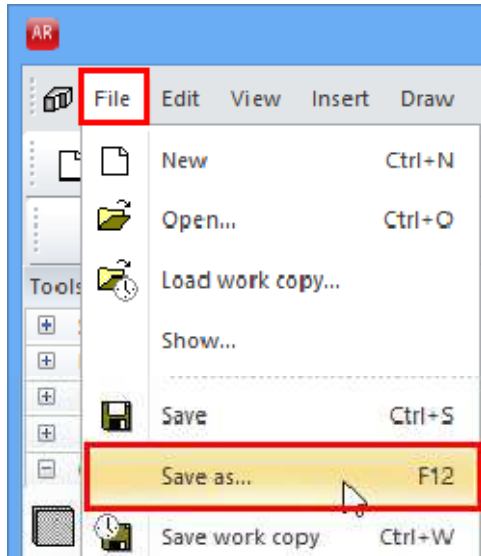 AR
File Edit View Insert Draw
New Ctrl+N
Open... Ctrl+O
Load work copy...
Tools
Show...
Save Ctrl+S
Save as... F12
Save work copy Ctrl+W